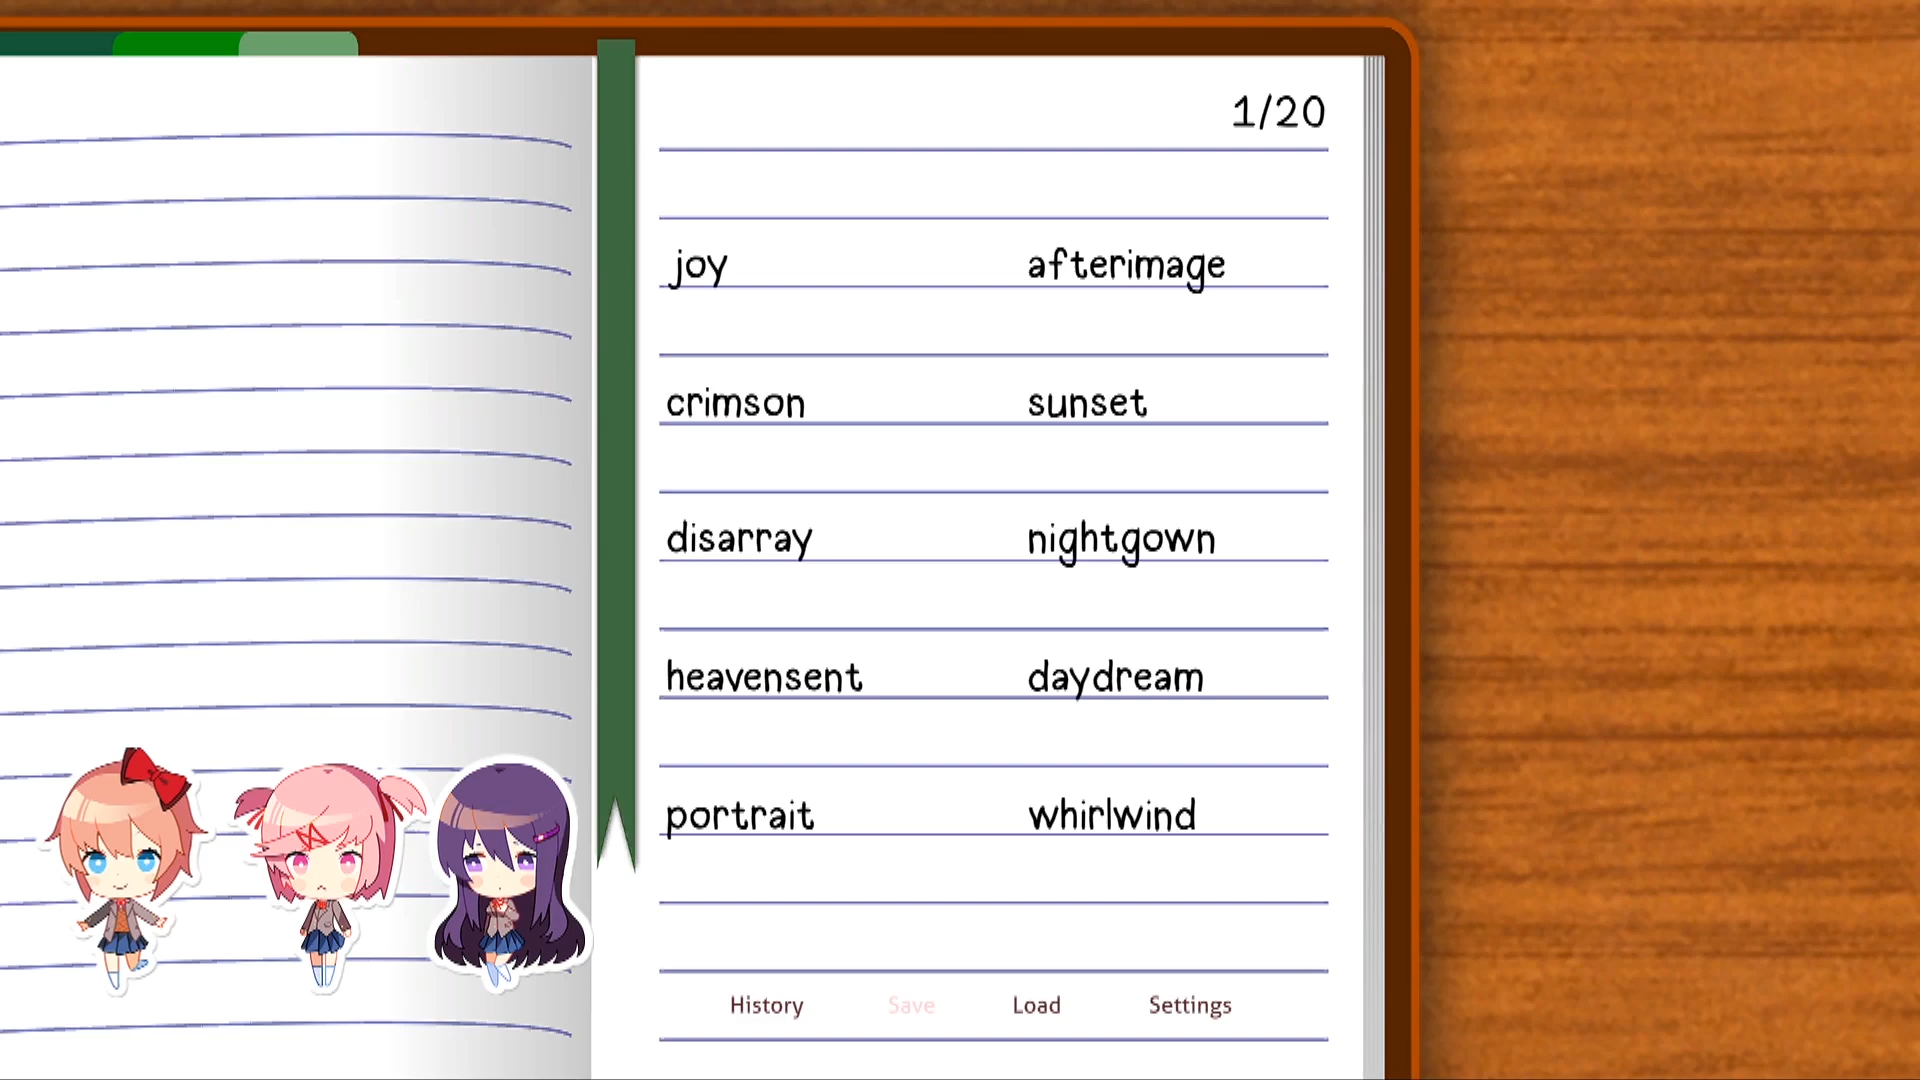 1/20
joy afterimage
crimson sunset
disarray nightgown
heavensent daydream
portrait whirlwind
History Save Load Settings